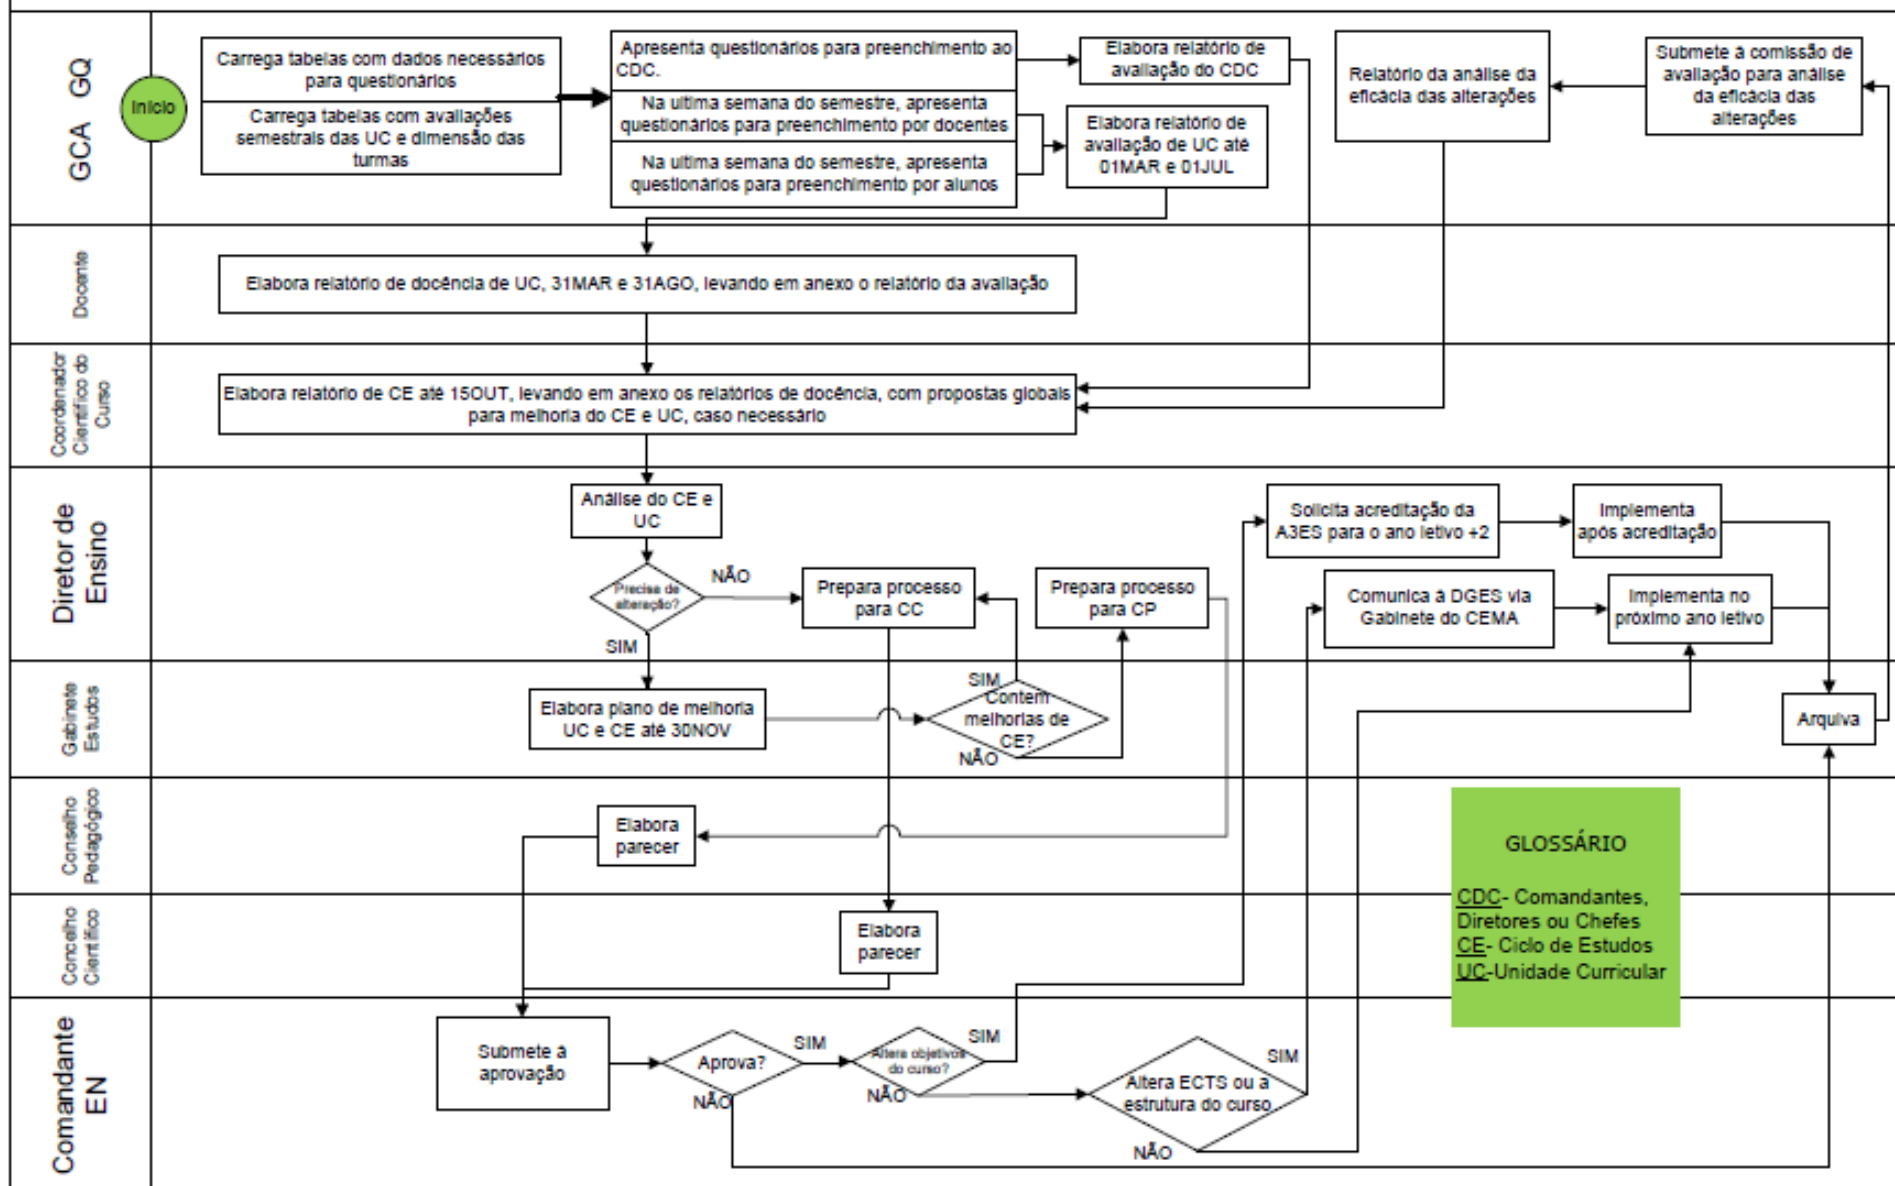 GCA GQ
Início
Carrega tabelas com dados necessários
para questionários
Carrega tabelas com avaliações
semestrais das UC e dimensão das
turmas
Apresenta questionários para preenchimento ao
CDC.
Na ultima semana do semestre, apresenta
questionários para preenchimento por docentes
Na ultima semana do semestre, apresenta
questionários para preenchimento por alunos
Elabora relatório de
avaliação do CDC
Elabora relatório de
avaliação de UC até
01MAR e 01JUL
Relatório da análise da
eficácia das alterações
Submete à comissão de
avaliação para análise
da eficácia das
alterações
Docente
Elabora relatório de docência de UC, 31MAR e 31AGO, levando em anexo o relatório da avaliação
Coordenador
Científico do
Curso
Elabora relatório de CE até 15OUT, levando em anexo os relatórios de docência, com propostas globais
para melhoria do CE e UC, caso necessário
Diretor de
Ensino
Análise do CE e
UC
Precisa de
alteração?
NÃO
SIM
Prepara processo
para CC
Prepara processo
para CP
Solicita acreditação da
A3ES para o ano letivo +2
Implementa
após acreditação
Comunica à DGES via
Gabinete do CEMA
Implementa no
próximo ano letivo
Gabinete
Estudos
Elabora plano de melhoria
UC e CE até 30NOV
SIM
Contem
melhorias de
CE?
NÃO
Arquiva
Conselho
Pedagógico
Elabora
parecer
GLOSSÁRIO
CDC- Comandantes,
Diretores ou Chefes
CE- Ciclo de Estudos
UC-Unidade Curricular
Concelho
Científico
Elabora
parecer
Comandante
EN
Submete à
aprovação
Aprova?
SIM
NÃO
Altera objetivos
do curso?
SIM
NÃO
Altera ECTS ou a
estrutura do curso
SIM
NÃO